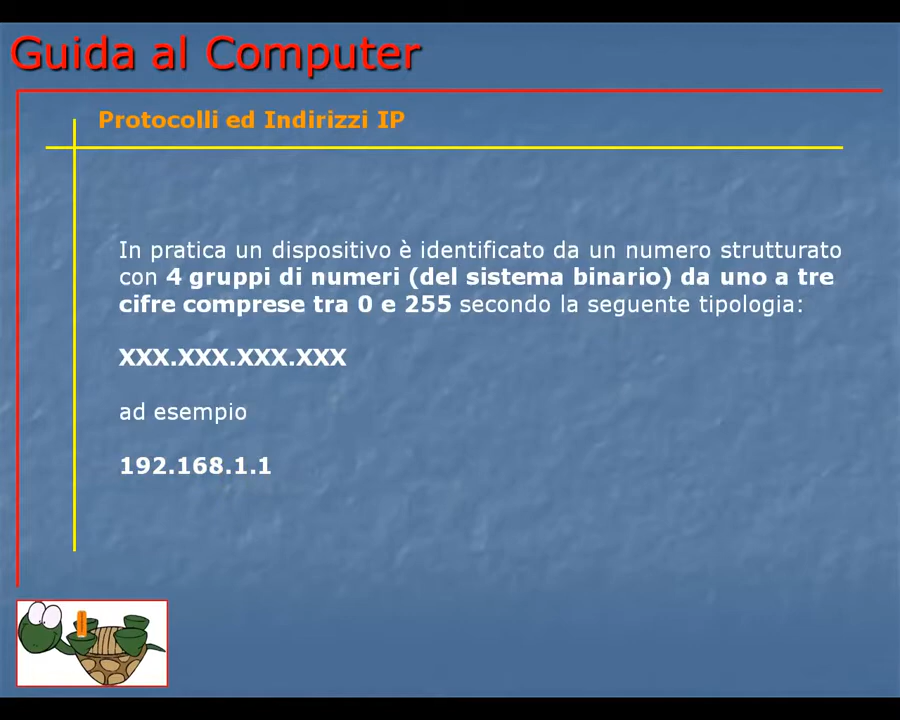 Guida al Computer
Protocolli ed Indirizzi IP
In pratica un dispositivo è identificato da un numero strutturato
con 4 gruppi di numeri (del sistema binario) da uno a tre
cifre comprese tra 0 e 255 secondo la seguente tipologia:
XXX.XXX.XXX.XXX
ad esempio
192.168.1.1